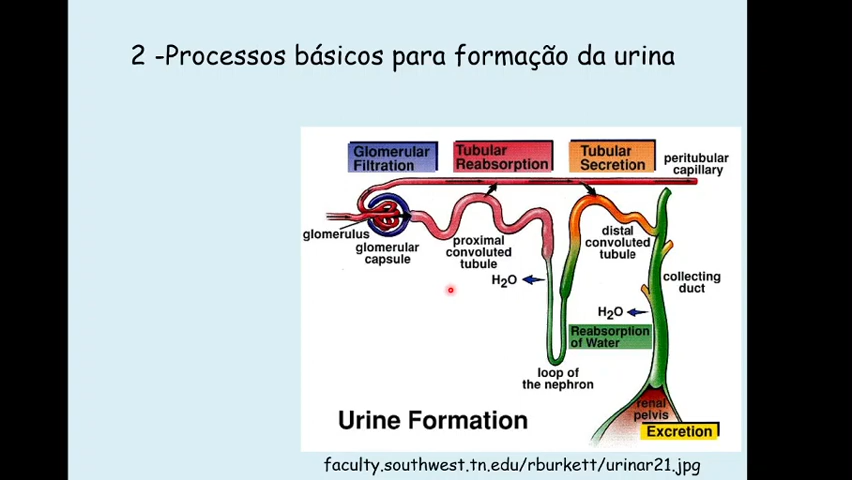 2 -Processos básicos para formação da urina
Glomerular
Filtration
Tubular
Reabsorption
Tubular
Secretion
peritubular
capillary
glomerulus
glomerular
capsule
proximal
convoluted
tubule
distal
convoluted
tubule
H2O
collecting
duct
H2O
Reabsorption
of Water
loop of
the nephron
renal
pelvis
Urine Formation
Excretion
faculty.southwest.tn.edu/rburkett/urinar21.jpg